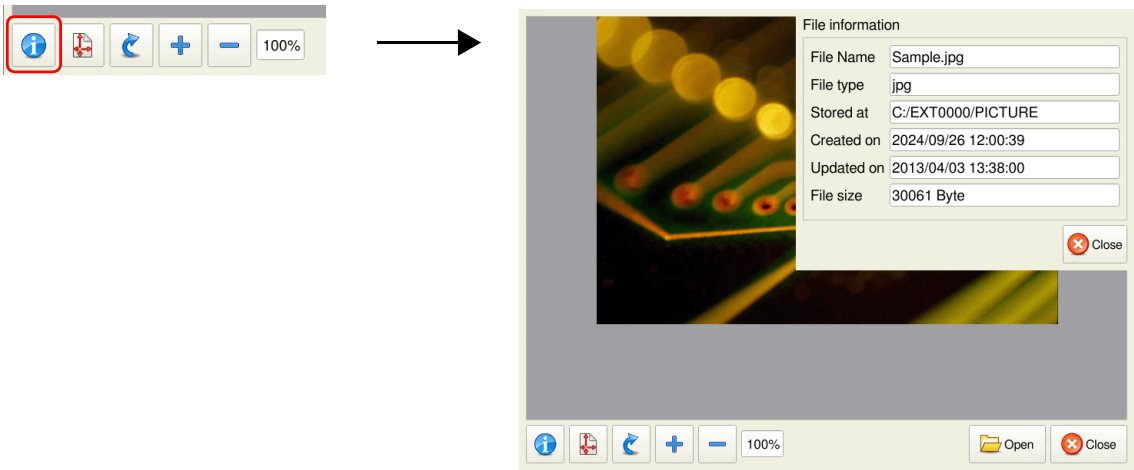 100%
File information
File Name Sample.jpg
File type jpg
Stored at C:/EXT0000/PICTURE
Created on 2024/09/26 12:00:39
Updated on 2013/04/03 13:38:00
File size 30061 Byte
Close
100% Open Close